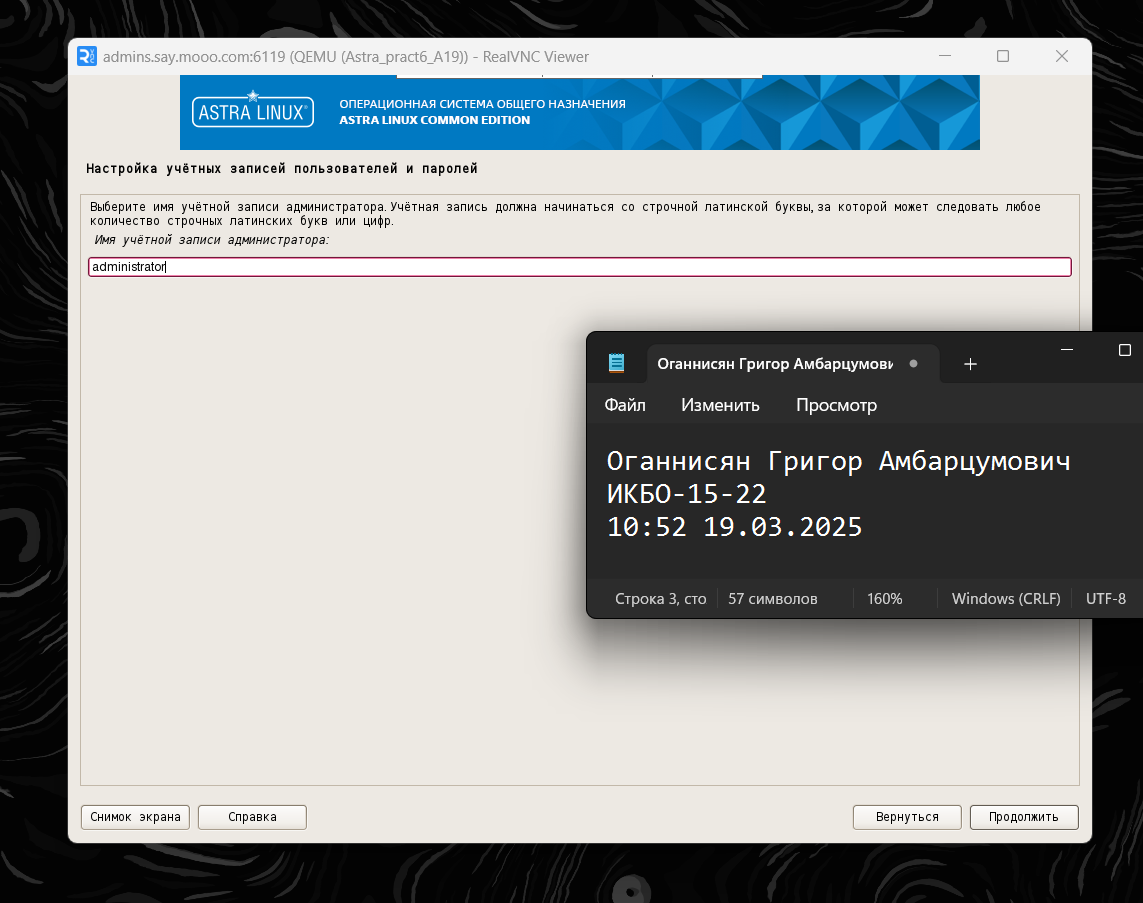 admins.say.mooo.com:6119 (QEMU (Astra_pract6_A19)) - RealVNC Viewer
ASTRA LINUX®
ОПЕРАЦИОННАЯ СИСТЕМА ОБЩЕГО НАЗНАЧЕНИЯ
ASTRA LINUX COMMON EDITION
Настройка учётных записей пользователей и паролей
Выберите имя учётной записи администратора. Учётная запись должна начинаться со строчной латинской буквы, за которой может следовать любое
количество строчных латинских букв или цифр.
Имя учётной записи администратора:
administrator
Оганнисян Григор Амбарцумови
Файл Изменить Просмотр
Оганнисян Григор Амбарцумович
ИКБО-15-22
10:52 19.03.2025
Строка 3, сто 57 символов 160% Windows (CRLF) UTF-8
Снимок экрана Справка Вернуться Продолжить